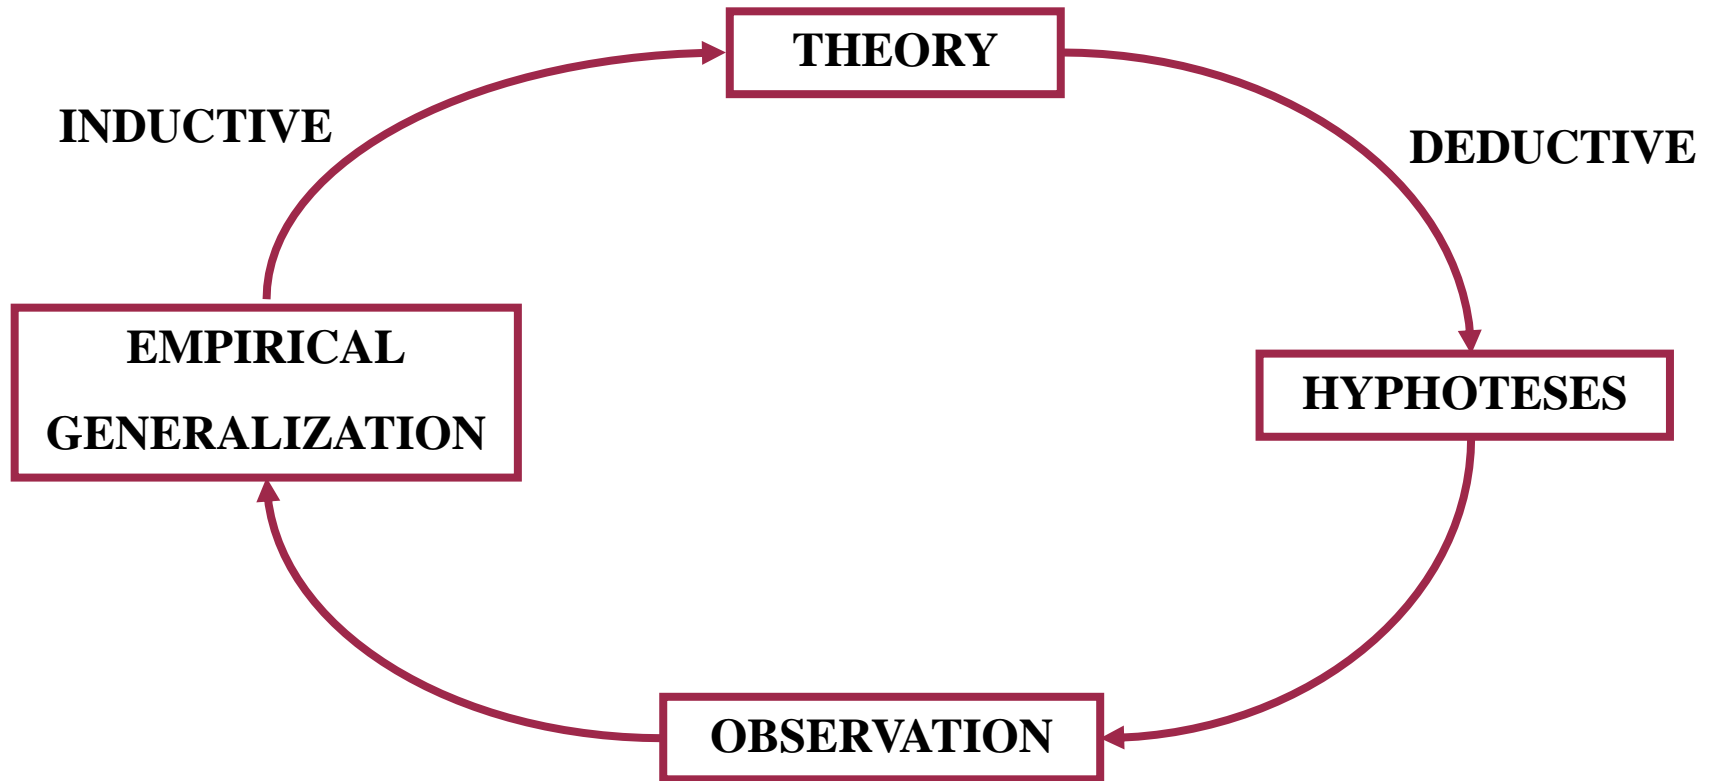 THEORY
INDUCTIVE
DEDUCTIVE
EMPIRICAL
GENERALIZATION
HYPHOTESES
OBSERVATION